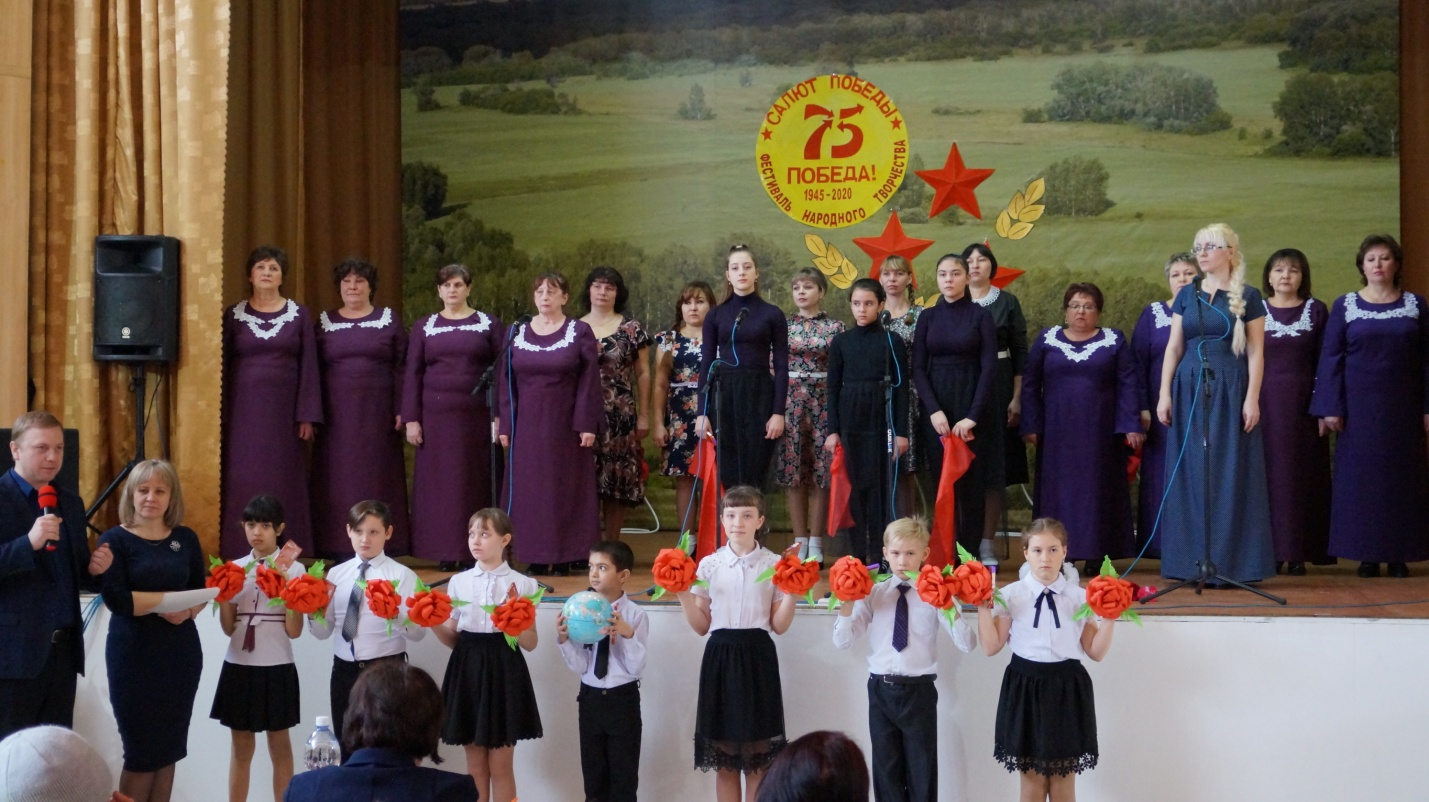 САЛЮТ ПОБЕДЫ
75
ПОБЕДА!
1945-2020
ФЕСТИВАЛЬ НАРОДНОГО ТВОРЧЕСТВА